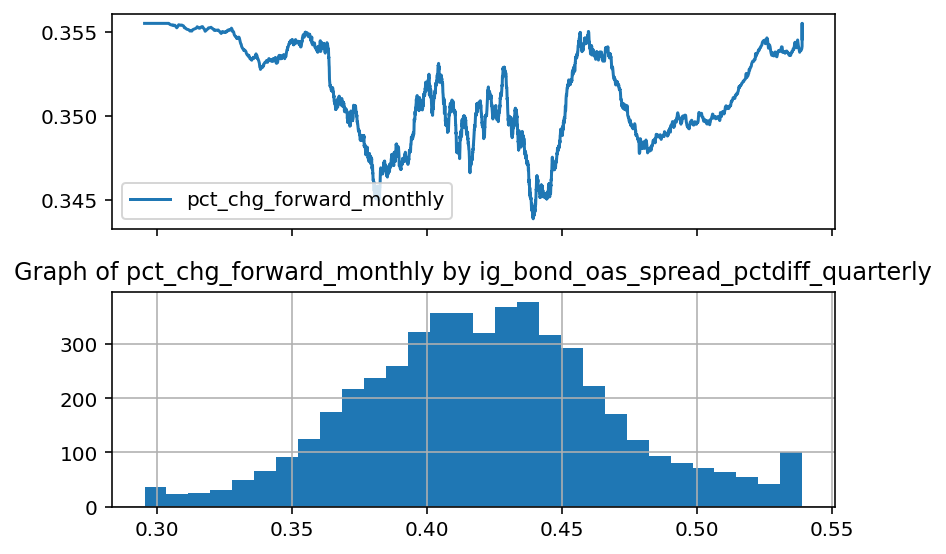 0.355
0.350
0.345
pct_chg_forward_monthly
Graph of pct_chg_forward_monthly by ig_bond_oas_spread_pctdiff_quarterly
300
200
100
0
0.30 0.35 0.40 0.45 0.50 0.55